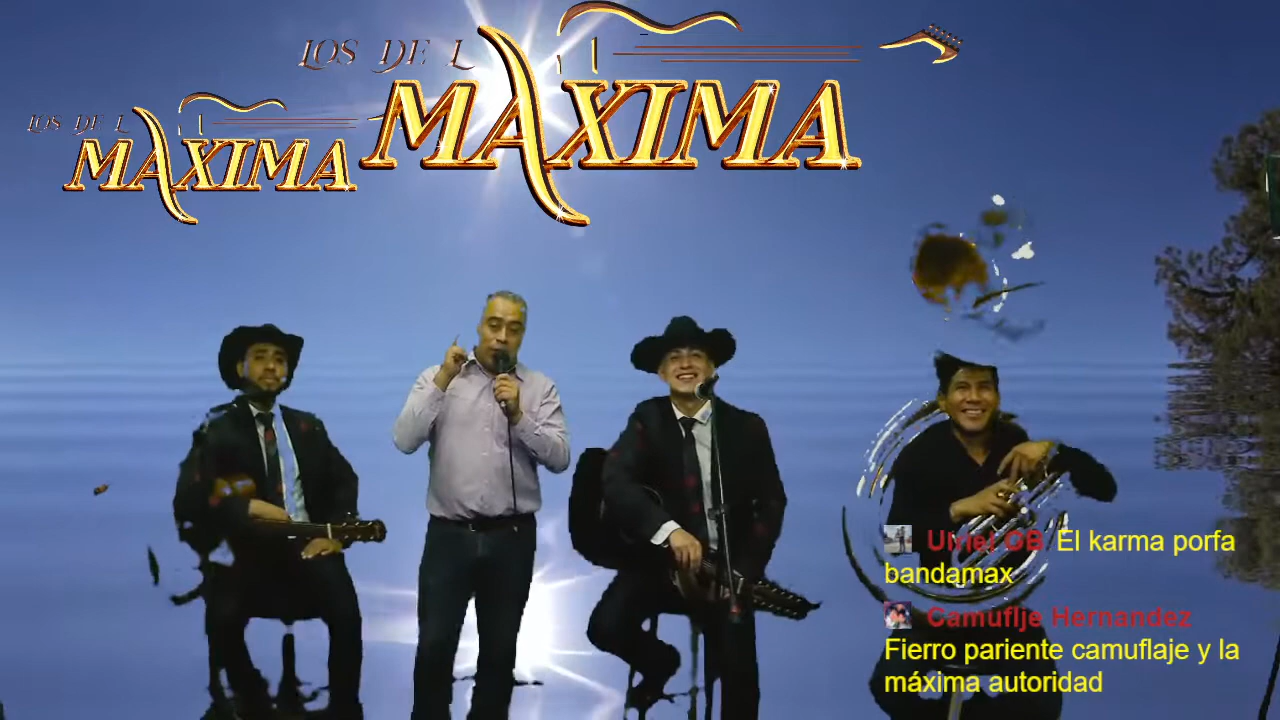 LOS DE L
MAXIMA
LOS DE L
MAXIMA
Uriel OB El karma porfa
bandamax
Camuflje Hernandez
Fierro pariente camuflaje y la
máxima autoridad